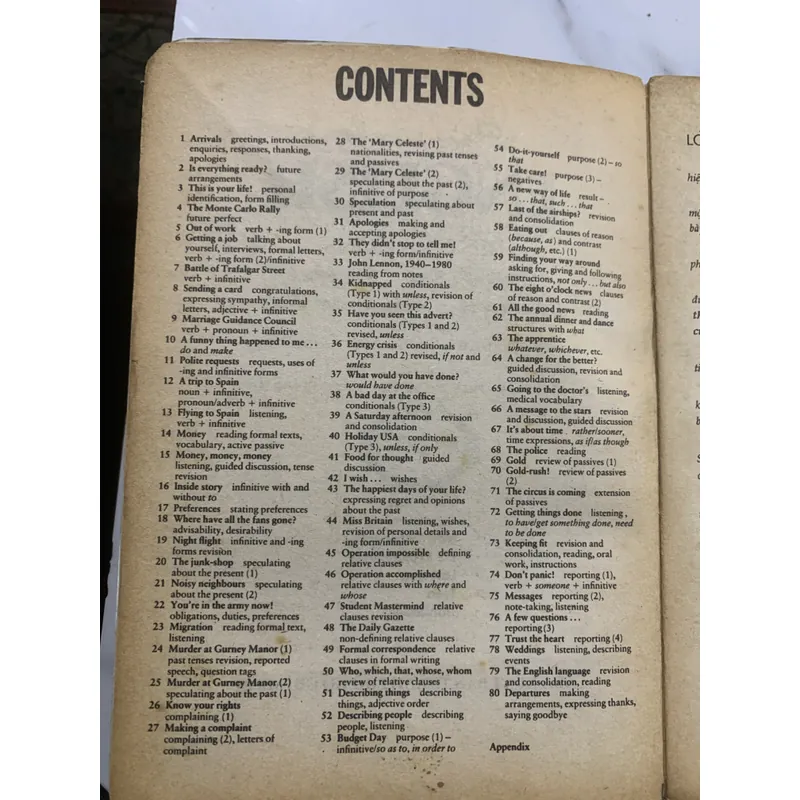 CONTENTS
1 Arrivals greetings, introductions,
enquiries, responses, thanking,
apologies
2 Is everything ready? future
arrangements
3 This is your life! personal
identification, form filling
4 The Monte Carlo Rally
future perfect
5 Out of work verb + -ing form (1)
6 Getting a job talking about
yourself, interviews, formal letters,
verb + -ing form (2)/infinitive
7 Battle of Trafalgar Street
verb + infinitive
8 Sending a card congratulations,
expressing sympathy, informal
letters, adjective + infinitive
9 Marriage Guidance Council
verb + pronoun + infinitive
10 A funny thing happened to me . . .
do and make
11 Polite requests requests, uses of
-ing and infinitive forms
12 A trip to Spain
noun + infinitive,
pronoun/adverb + infinitive
13 Flying to Spain listening,
verb + infinitive
14 Money reading formal texts,
vocabulary, active passive
15 Money, money, money
listening, guided discussion, tense
revision
16 Inside story infinitive with and
without to
17 Preferences stating preferences
18 Where have all the fans gone?
advisability, desirability
19 Night flight infinitive and -ing
forms revision
20 The junk-shop speculating
about the present (1)
21 Noisy neighbours speculating
about the present (2)
22 You're in the army now!
obligations, duties, preferences
23 Migration reading formal text,
listening
24 Murder at Gurney Manor (1)
past tenses revision, reported
speech, question tags
25 Murder at Gurney Manor (2)
speculating about the past (1)
26 Know your rights
complaining (1)
27 Making a complaint
complaining (2), letters of
complaint
28 The 'Mary Celeste' (1)
nationalities, revising past tenses
and passives
29 The 'Mary Celeste' (2)
speculating about the past (2),
infinitive of purpose
30 Speculation speculating about
present and past
31 Apologies making and
accepting apologies
32 They didn't stop to tell me!
verb + -ing form/infinitive
33 John Lennon, 1940–1980
reading from notes
34 Kidnapped conditionals
(Type 1) with unless, revision of
conditionals (Type 2)
35 Have you seen this advert?
conditionals (Types 1 and 2)
revised, unless
36 Energy crisis conditionals
(Types 1 and 2) revised, if not and
unless
37 What would you have done?
would have done
38 A bad day at the office
conditionals (Type 3)
39 A Saturday afternoon revision
and consolidation
40 Holiday USA conditionals
(Type 3), unless, if only
41 Food for thought guided
discussion
42 I wish . . . wishes
43 The happiest days of your life?
expressing regret and opinions
about the past
44 Miss Britain listening, wishes,
revision of personal details and
-ing form/infinitive
45 Operation impossible defining
relative clauses
46 Operation accomplished
relative clauses with where and
whose
47 Student Mastermind relative
clauses revision
48 The Daily Gazette
non-defining relative clauses
49 Formal correspondence relative
clauses in formal writing
50 Who, which, that, whose, whom
review of relative clauses
51 Describing things describing
things, adjective order
52 Describing people describing
people, listening
53 Budget Day purpose (1) –
infinitive/so as to, in order to
54 Do-it-yourself purpose (2) – so
that
55 Take care! purpose (3) –
negatives
56 A new way of life result –
so . . . that, such . . . that
57 Last of the airships? revision
and consolidation
58 Eating out clauses of reason
(because, as) and contrast
(although, etc.) (1)
59 Finding your way around
asking for, giving and following
instructions, not only . . . but also
60 The eight o'clock news clauses
of reason and contrast (2)
61 All the good news reading
62 The annual dinner and dance
structures with what
63 The apprentice
whatever, whichever, etc.
64 A change for the better?
guided discussion, revision and
consolidation
65 Going to the doctor's listening,
medical vocabulary
66 A message to the stars revision
and discussion, guided discussion
67 It's about time rather/sooner,
time expressions, as if/as though
68 The police reading
69 Gold review of passives (1)
70 Gold-rush! review of passives
(2)
71 The circus is coming extension
of passives
72 Getting things done listening,
to have/get something done, need
to be done
73 Keeping fit revision and
consolidation, reading, oral
work, instructions
74 Don't panic! reporting (1),
verb + someone + infinitive
75 Messages reporting (2),
note-taking, listening
76 A few questions . . .
reporting (3)
77 Trust the heart reporting (4)
78 Weddings listening, describing
events
79 The English language revision
and consolidation, reading
80 Departures making
arrangements, expressing thanks,
saying goodbye
Appendix